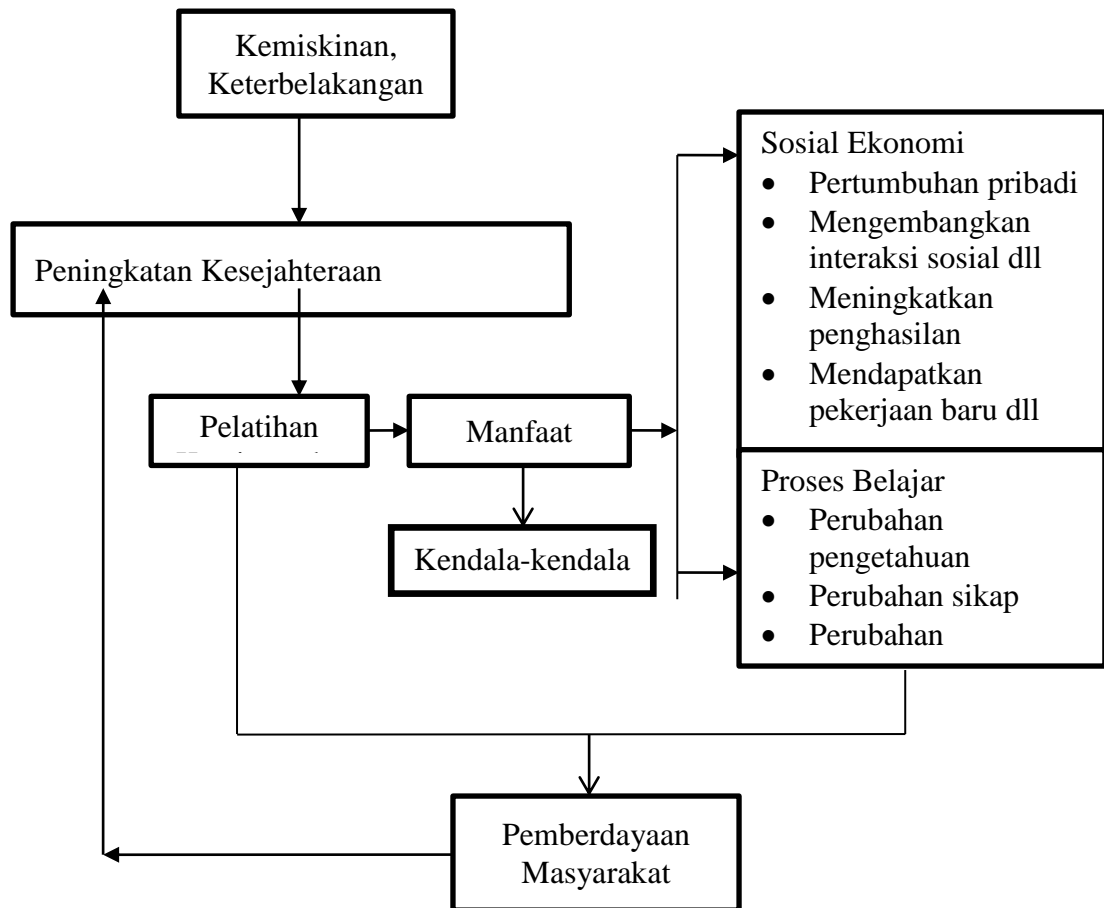 Kemiskinan,
Keterbelakangan
Peningkatan Kesejahteraan
Pelatihan
Manfaat
Kendala-kendala
Sosial Ekonomi
• Pertumbuhan pribadi
• Mengembangkan
interaksi sosial dll
• Meningkatkan
penghasilan
• Mendapatkan
pekerjaan baru dll
Proses Belajar
• Perubahan
pengetahuan
• Perubahan sikap
• Perubahan
Pemberdayaan
Masyarakat